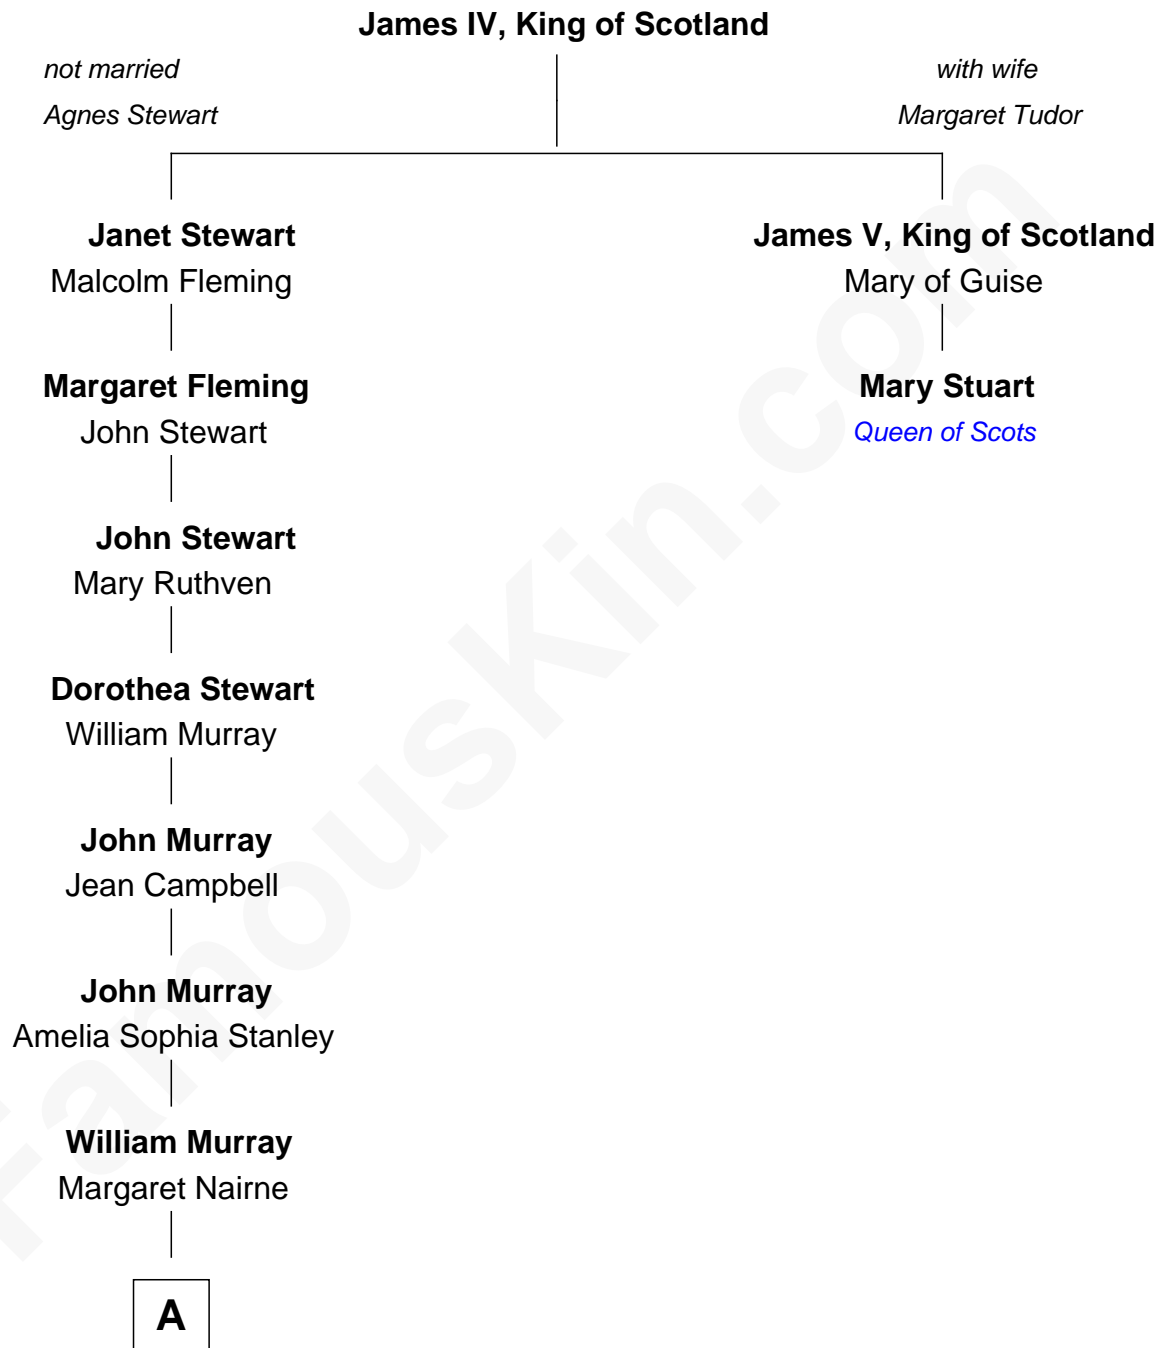 James IV, King of Scotland
not married
Agnes Stewart
with wife
Margaret Tudor
Janet Stewart
Malcolm Fleming
James V, King of Scotland
Mary of Guise
Margaret Fleming
John Stewart
Mary Stuart
Queen of Scots
John Stewart
Mary Ruthven
Dorothea Stewart
William Murray
John Murray
Jean Campbell
John Murray
Amelia Sophia Stanley
William Murray
Margaret Nairne
A
FamousKin.com